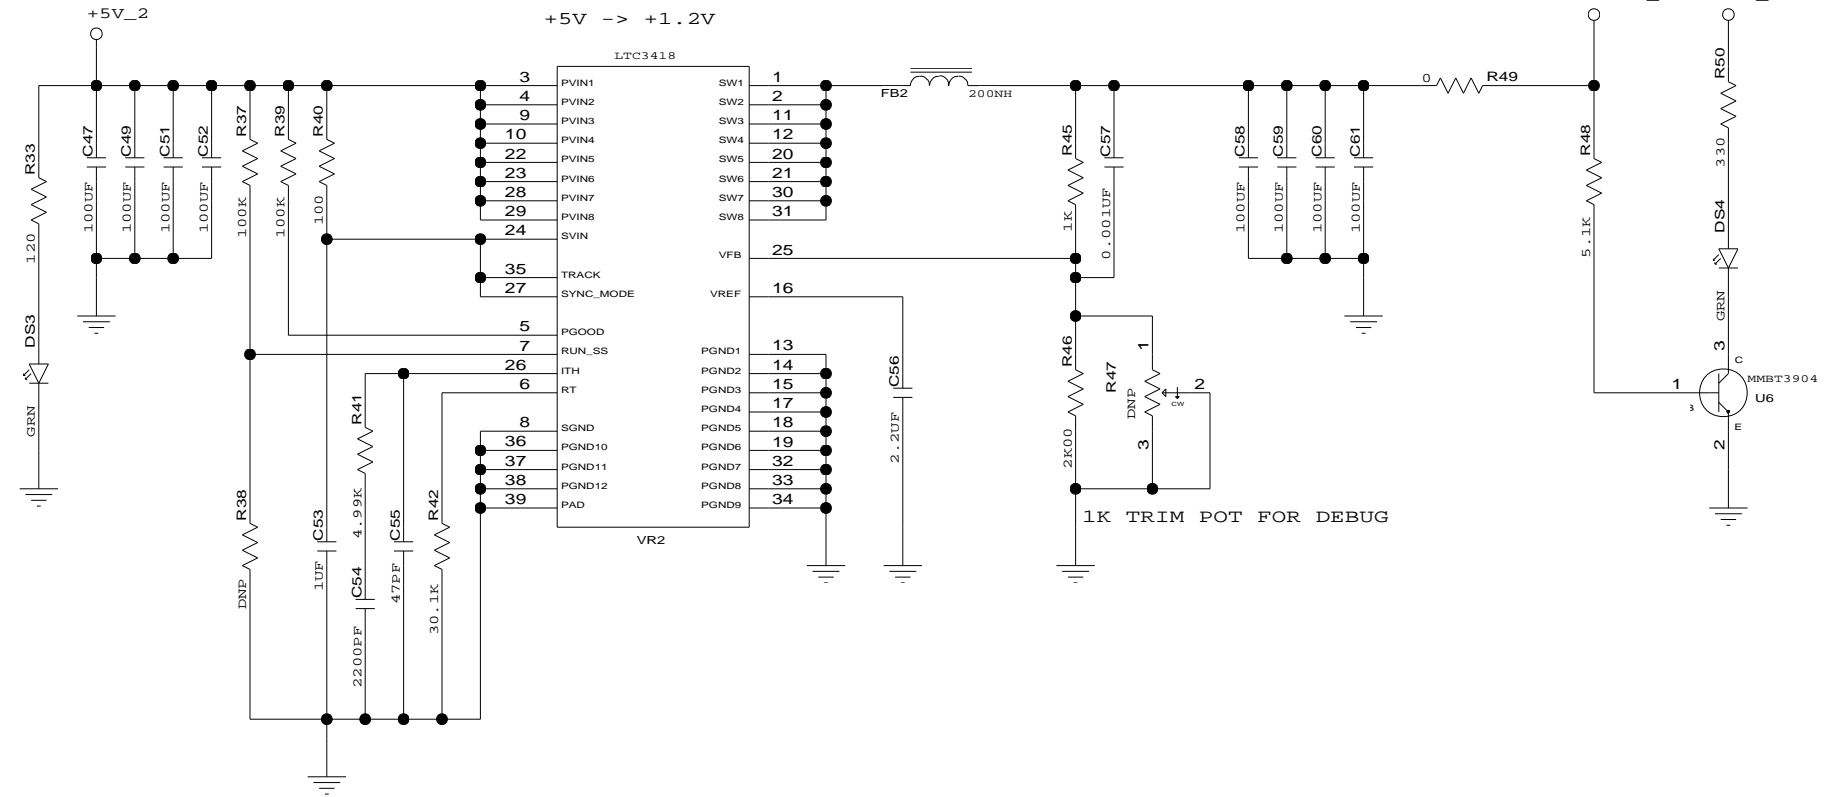 +5V_2
+5V -> +1.2V
LTC3418
3 PVIN1 SW1 1
4 PVIN2 SW2 2
9 PVIN3 SW3 11
10 PVIN4 SW4 12
22 PVIN5 SW5 20
23 PVIN6 SW6 21
28 PVIN7 SW7 30
29 PVIN8 SW8 31
24 SVIN
VFB 25
35 TRACK
27 SYNC_MODE VREF 16
5 PGOOD
7 RUN_SS PGND1 13
26 ITH PGND2 14
6 RT PGND3 15
PGND4 17
8 SGND PGND5 18
36 PGND10 PGND6 19
37 PGND11 PGND7 32
38 PGND12 PGND8 33
39 PAD PGND9 34
VR2
R33
120
DS3
GRN
C47
100UF
C49
100UF
C51
100UF
C52
100UF
R37
100K
R39
100K
R40
100
R38
DNP
C53
1UF
R41
4.99K
C54
2200PF
C55
47PF
R42
30.1K
FB2
200NH
C56
2.2UF
R45
1K
C57
0.001UF
R46
2K00
R47
DNP
1
2
CW
3
1K TRIM POT FOR DEBUG
C58
100UF
C59
100UF
C60
100UF
C61
100UF
0 R49
R48
5.1K
R50
330
DS4
GRN
3
C
1
MMBT3904
U6
E
2